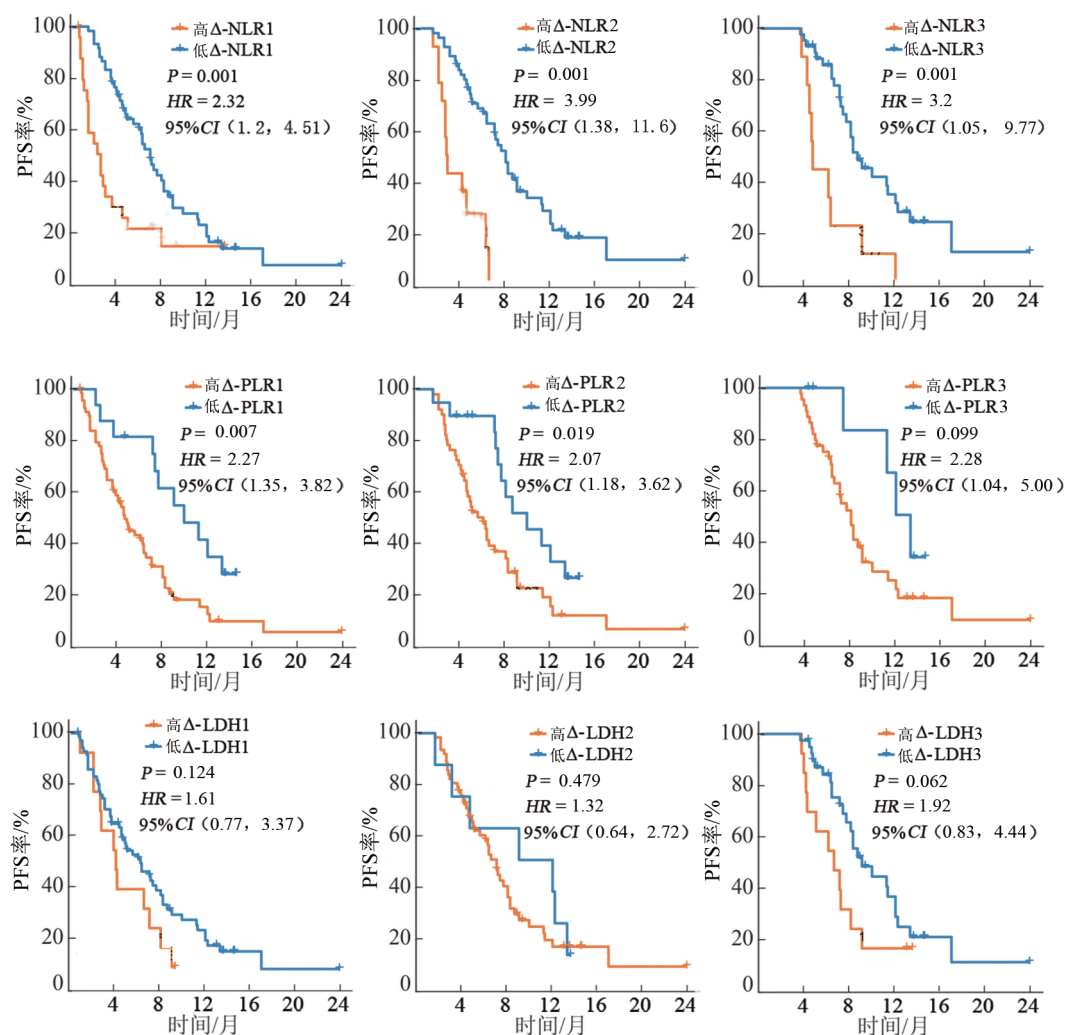 PFS率/%
100
80
60
40
20
0
高Δ-NLR1
低Δ-NLR1
P = 0.001
HR = 2.32
95%CI（1.2，4.51）
4 8 12 16 20 24
时间/月
PFS率/%
100
80
60
40
20
0
高Δ-NLR2
低Δ-NLR2
P = 0.001
HR = 3.99
95%CI（1.38，11.6）
4 8 12 16 20 24
时间/月
PFS率/%
100
80
60
40
20
0
高Δ-NLR3
低Δ-NLR3
P = 0.001
HR = 3.2
95%CI（1.05，9.77）
4 8 12 16 20 24
时间/月
PFS率/%
100
80
60
40
20
0
高Δ-PLR1
低Δ-PLR1
P = 0.007
HR = 2.27
95%CI（1.35，3.82）
4 8 12 16 20 24
时间/月
PFS率/%
100
80
60
40
20
0
高Δ-PLR2
低Δ-PLR2
P = 0.019
HR = 2.07
95%CI（1.18，3.62）
4 8 12 16 20 24
时间/月
PFS率/%
100
80
60
40
20
0
高Δ-PLR3
低Δ-PLR3
P = 0.099
HR = 2.28
95%CI（1.04，5.00）
4 8 12 16 20 24
时间/月
PFS率/%
100
80
60
40
20
0
高Δ-LDH1
低Δ-LDH1
P = 0.124
HR = 1.61
95%CI（0.77，3.37）
4 8 12 16 20 24
时间/月
PFS率/%
100
80
60
40
20
0
高Δ-LDH2
低Δ-LDH2
P = 0.479
HR = 1.32
95%CI（0.64，2.72）
4 8 12 16 20 24
时间/月
PFS率/%
100
80
60
40
20
0
高Δ-LDH3
低Δ-LDH3
P = 0.062
HR = 1.92
95%CI（0.83，4.44）
4 8 12 16 20 24
时间/月